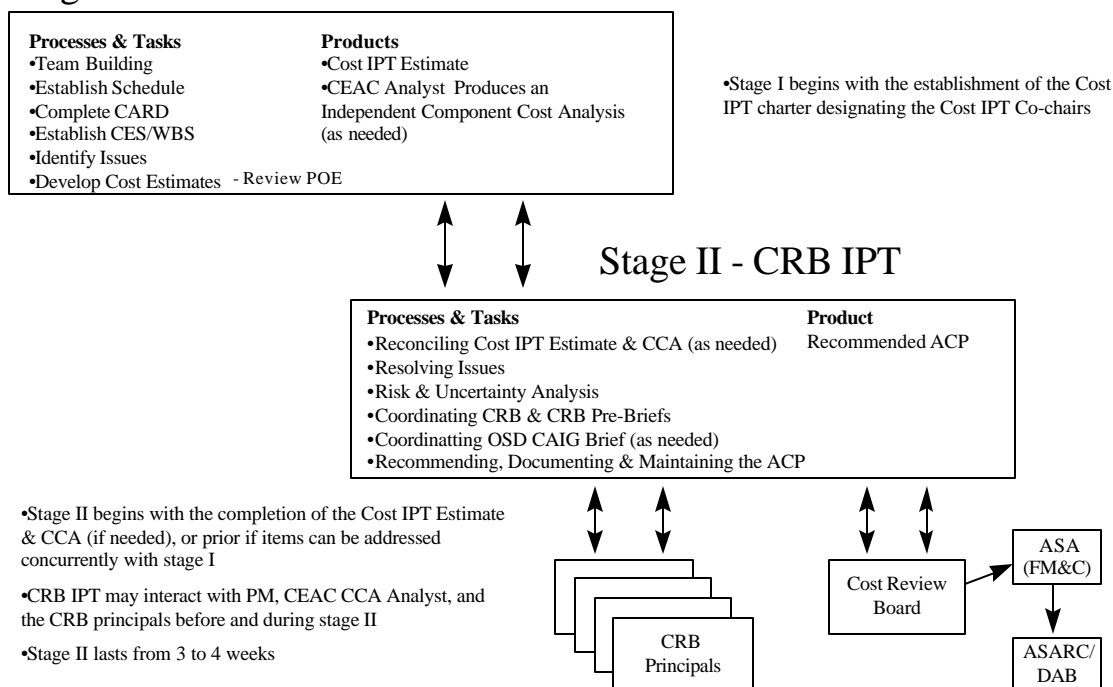 Processes & Tasks
•Team Building
•Establish Schedule
•Complete CARD
•Establish CES/WBS
•Identify Issues
•Develop Cost Estimates - Review POE
Products
•Cost IPT Estimate
•CEAC Analyst Produces an
Independent Component Cost Analysis
(as needed)
•Stage I begins with the establishment of the Cost
IPT charter designating the Cost IPT Co-chairs
Stage II - CRB IPT
Processes & Tasks
•Reconciling Cost IPT Estimate & CCA (as needed)
•Resolving Issues
•Risk & Uncertainty Analysis
•Coordinating CRB & CRB Pre-Briefs
•Coordinatting OSD CAIG Brief (as needed)
•Recommending, Documenting & Maintaining the ACP
Product
Recommended ACP
•Stage II begins with the completion of the Cost IPT Estimate
& CCA (if needed), or prior if items can be addressed
concurrently with stage I
•CRB IPT may interact with PM, CEAC CCA Analyst, and
the CRB principals before and during stage II
•Stage II lasts from 3 to 4 weeks
CRB
Principals
Cost Review
Board
ASA
(FM&C)
ASARC/
DAB